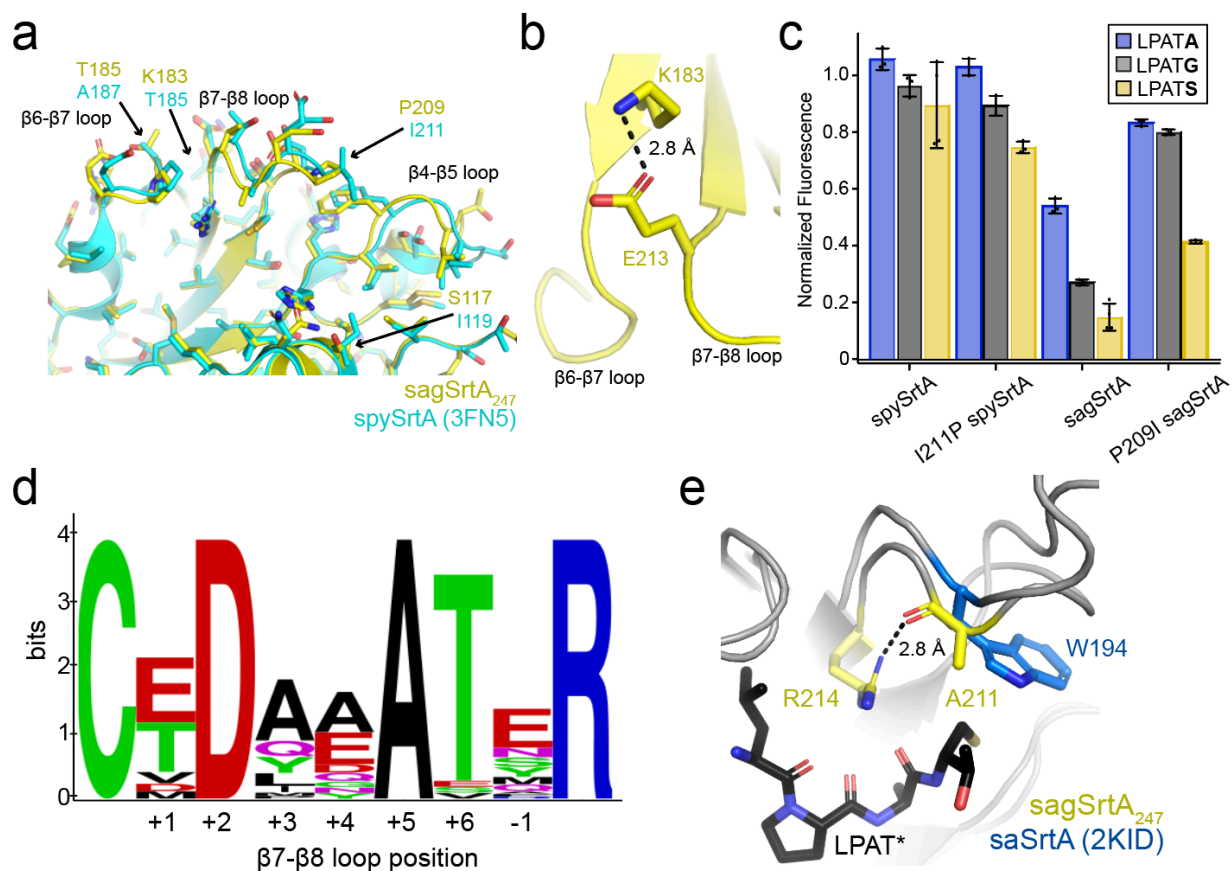 a
T185
A187
K183
T185
β7-β8 loop
β6-β7 loop
P209
I211
β4-β5 loop
S117
I119
sagSrtA247
spySrtA (3FN5)
b
K183
2.8 Å
E213
β7-β8 loop
β6-β7 loop
c
LPATA
LPATG
LPATS
Normalized Fluorescence
1.0
0.8
0.6
0.4
0.2
0
spySrtA
I211P spySrtA
sagSrtA
P209I sagSrtA
d
bits
4
3
2
1
0
C E D A A A T E R
T Q E N
V Y D
+1 +2 +3 +4 +5 +6 -1
β7-β8 loop position
e
W194
2.8 Å
R214
A211
LPAT*
sagSrtA247
saSrtA (2KID)